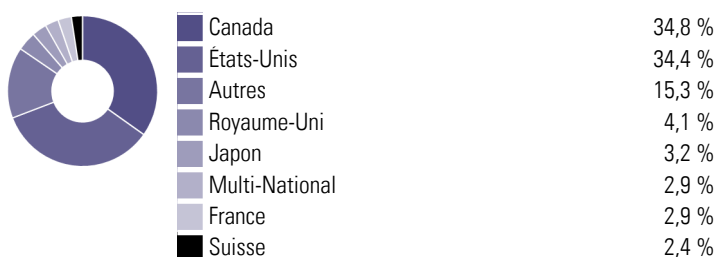 Canada 34,8 %
États-Unis 34,4 %
Autres 15,3 %
Royaume-Uni 4,1 %
Japon 3,2 %
Multi-National 2,9 %
France 2,9 %
Suisse 2,4 %